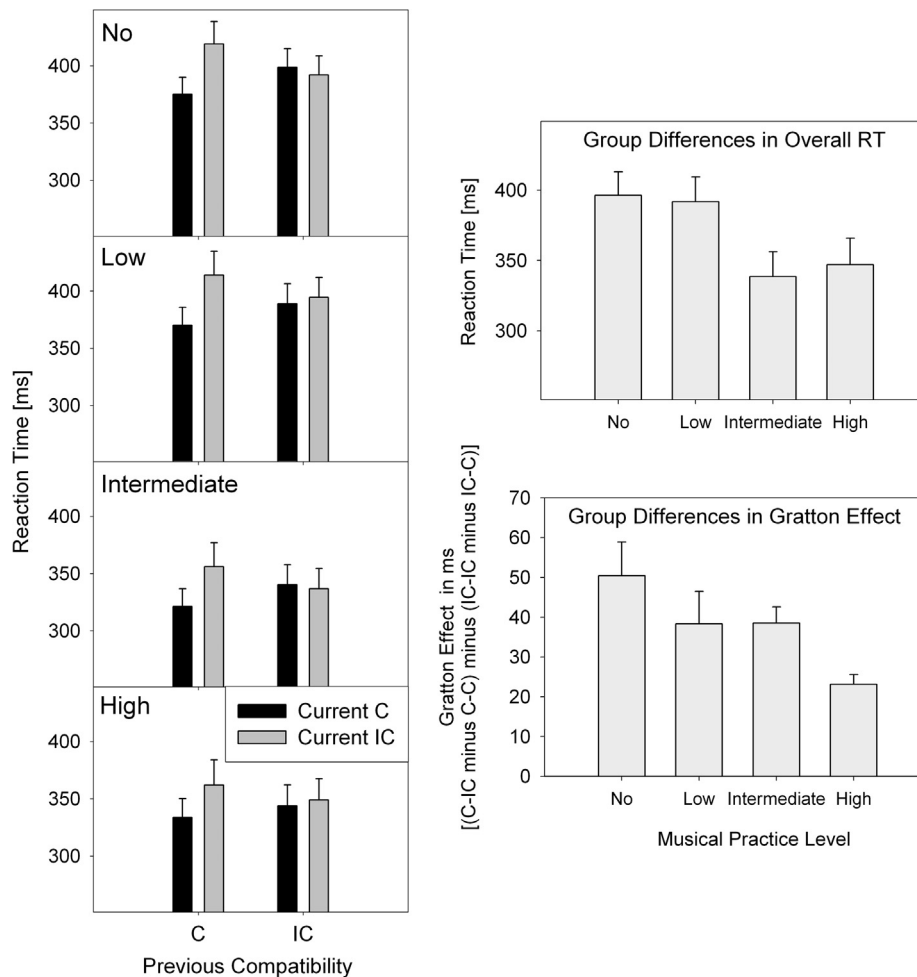 No
400
350
300
Low
400
350
300
Intermediate
400
350
300
High
400
350
300
Current C
Current IC
C IC
Previous Compatibility
Reaction Time [ms]
Group Differences in Overall RT
Reaction Time [ms]
400
350
300
No Low Intermediate High
Group Differences in Gratton Effect
Gratton Effect in ms
[(C-IC minus C-C) minus (IC-IC minus IC-C)]
70
60
50
40
30
20
10
0
No Low Intermediate High
Musical Practice Level